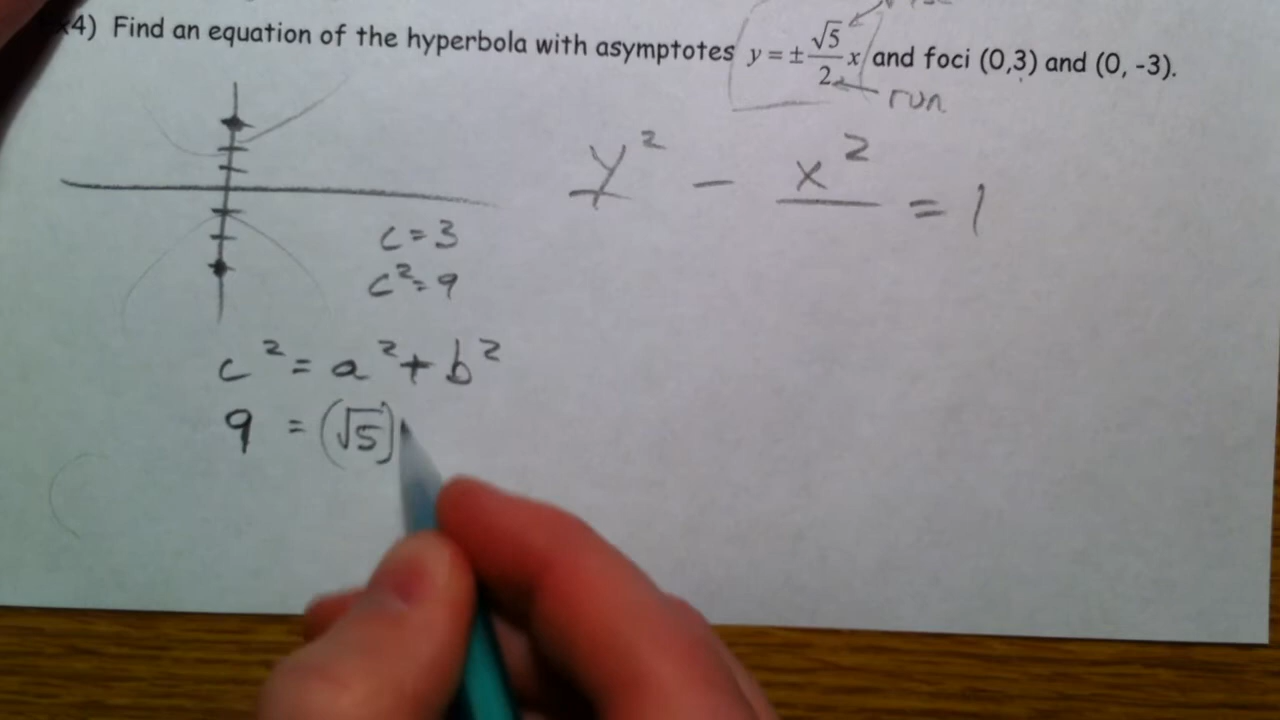 4) Find an equation of the hyperbola with asymptotes y = ± √5/2 x and foci (0,3) and (0, -3).
run
y² - x² = 1
c = 3
c² = 9
c² = a² + b²
9 = (√5)